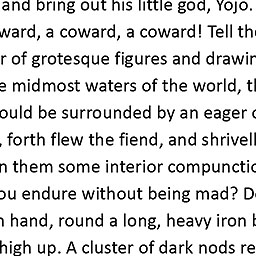 and bring out his little god, Yojo.
ward, a coward, a coward! Tell the
r of grotesque figures and drawin
e midmost waters of the world, th
ould be surrounded by an eager c
, forth flew the fiend, and shrivell
n them some interior compunctio
ou endure without being mad? Do
n hand, round a long, heavy iron b
high up. A cluster of dark nods re